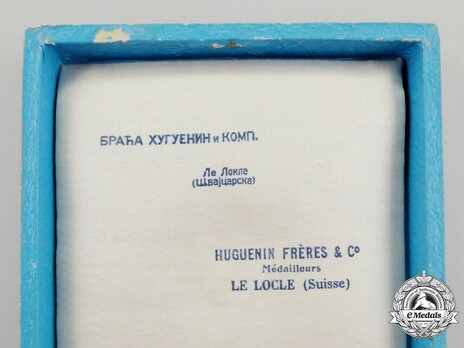 БРАЋА ХУГУЕНИН и КОМП.
Ле Локле
(Швајцарска)
HUGUENIN FRÈRES & Cº
Médailleurs
LE LOCLE (Suisse)
eMedals